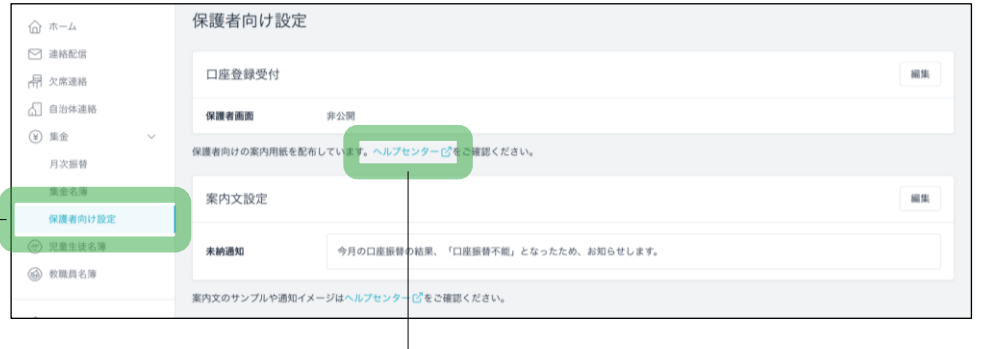 保護者向け設定
ホーム
連絡配信
欠席連絡
自治体連絡
集金
月次振替
集金名簿
保護者向け設定
児童生徒名簿
教職員名簿
口座登録受付
編集
保護者画面 非公開
保護者向けの案内用紙を配布しています。ヘルプセンターをご確認ください。
案内文設定
編集
未納通知 今月の口座振替の結果、「口座振替不能」となったため、お知らせします。
案内文のサンプルや通知イメージはヘルプセンターをご確認ください。